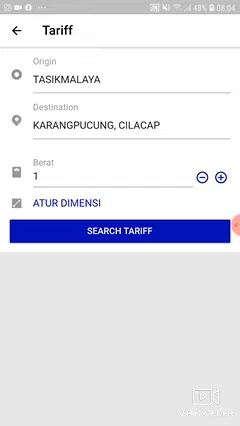 48% 08:04
Tariff
Origin
TASIKMALAYA
Destination
KARANGPUCUNG, CILACAP
Berat
1
ATUR DIMENSI
SEARCH TARIFF